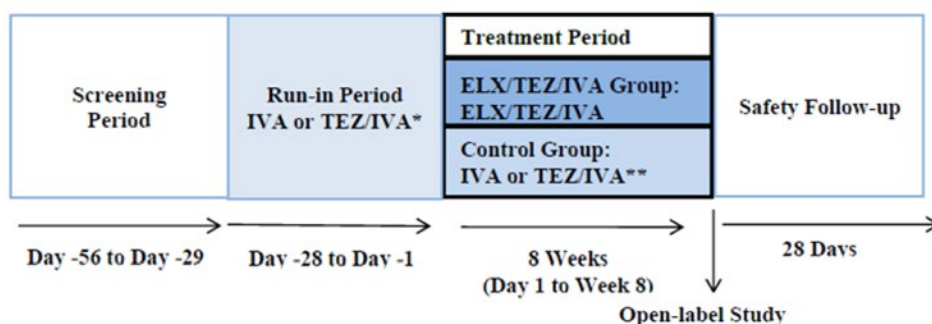 Screening
Period
Run-in Period
IVA or TEZ/IVA*
Treatment Period
ELX/TEZ/IVA Group:
ELX/TEZ/IVA
Control Group:
IVA or TEZ/IVA**
Safety Follow-up
Day -56 to Day -29
Day -28 to Day -1
8 Weeks
(Day 1 to Week 8)
28 Days
Open-label Study